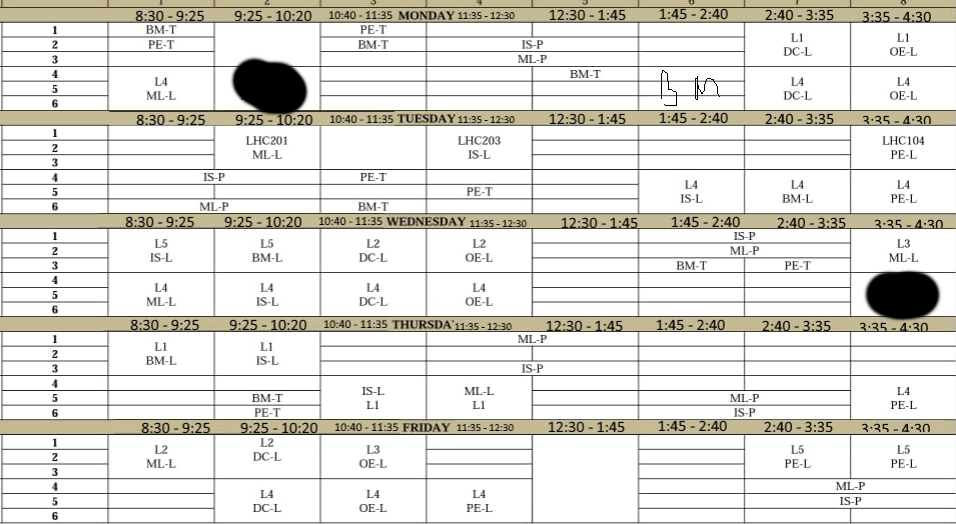 1 2 3 4 5 6 7 8
8:30 - 9:25 9:25 - 10:20 10:40 - 11:35 MONDAY 11:35 - 12:30 12:30 - 1:45 1:45 - 2:40 2:40 - 3:35 3:35 - 4:30
1 BM-T PE-T L1 L1
2 PE-T BM-T IS-P DC-L OE-L
3 ML-P
4 L4 BM-T L4 L4
5 ML-L DC-L OE-L
6
8:30 - 9:25 9:25 - 10:20 10:40 - 11:35 TUESDAY 11:35 - 12:30 12:30 - 1:45 1:45 - 2:40 2:40 - 3:35 3:35 - 4:30
1 LHC201 LHC203 LHC104
2 ML-L IS-L PE-L
3
4 IS-P PE-T L4 L4 L4
5 PE-T IS-L BM-L PE-L
6 ML-P BM-T
8:30 - 9:25 9:25 - 10:20 10:40 - 11:35 WEDNESDAY 11:35 - 12:30 12:30 - 1:45 1:45 - 2:40 2:40 - 3:35 3:35 - 4:30
1 L5 L5 L2 L2 IS-P L3
2 IS-L BM-L DC-L OE-L ML-P ML-L
3 BM-T PE-T
4 L4 L4 L4 L4
5 ML-L IS-L DC-L OE-L
6
8:30 - 9:25 9:25 - 10:20 10:40 - 11:35 THURSDA 11:35 - 12:30 12:30 - 1:45 1:45 - 2:40 2:40 - 3:35 3:35 - 4:30
1 L1 L1 ML-P
2 BM-L IS-L
3 IS-P
4 IS-L ML-L L4
5 BM-T L1 L1 ML-P PE-L
6 PE-T IS-P
8:30 - 9:25 9:25 - 10:20 10:40 - 11:35 FRIDAY 11:35 - 12:30 12:30 - 1:45 1:45 - 2:40 2:40 - 3:35 3:35 - 4:30
1 L2 L2 L3 L5 L5
2 ML-L DC-L OE-L PE-L PE-L
3
4 L4 L4 L4 ML-P
5 DC-L OE-L PE-L IS-P
6